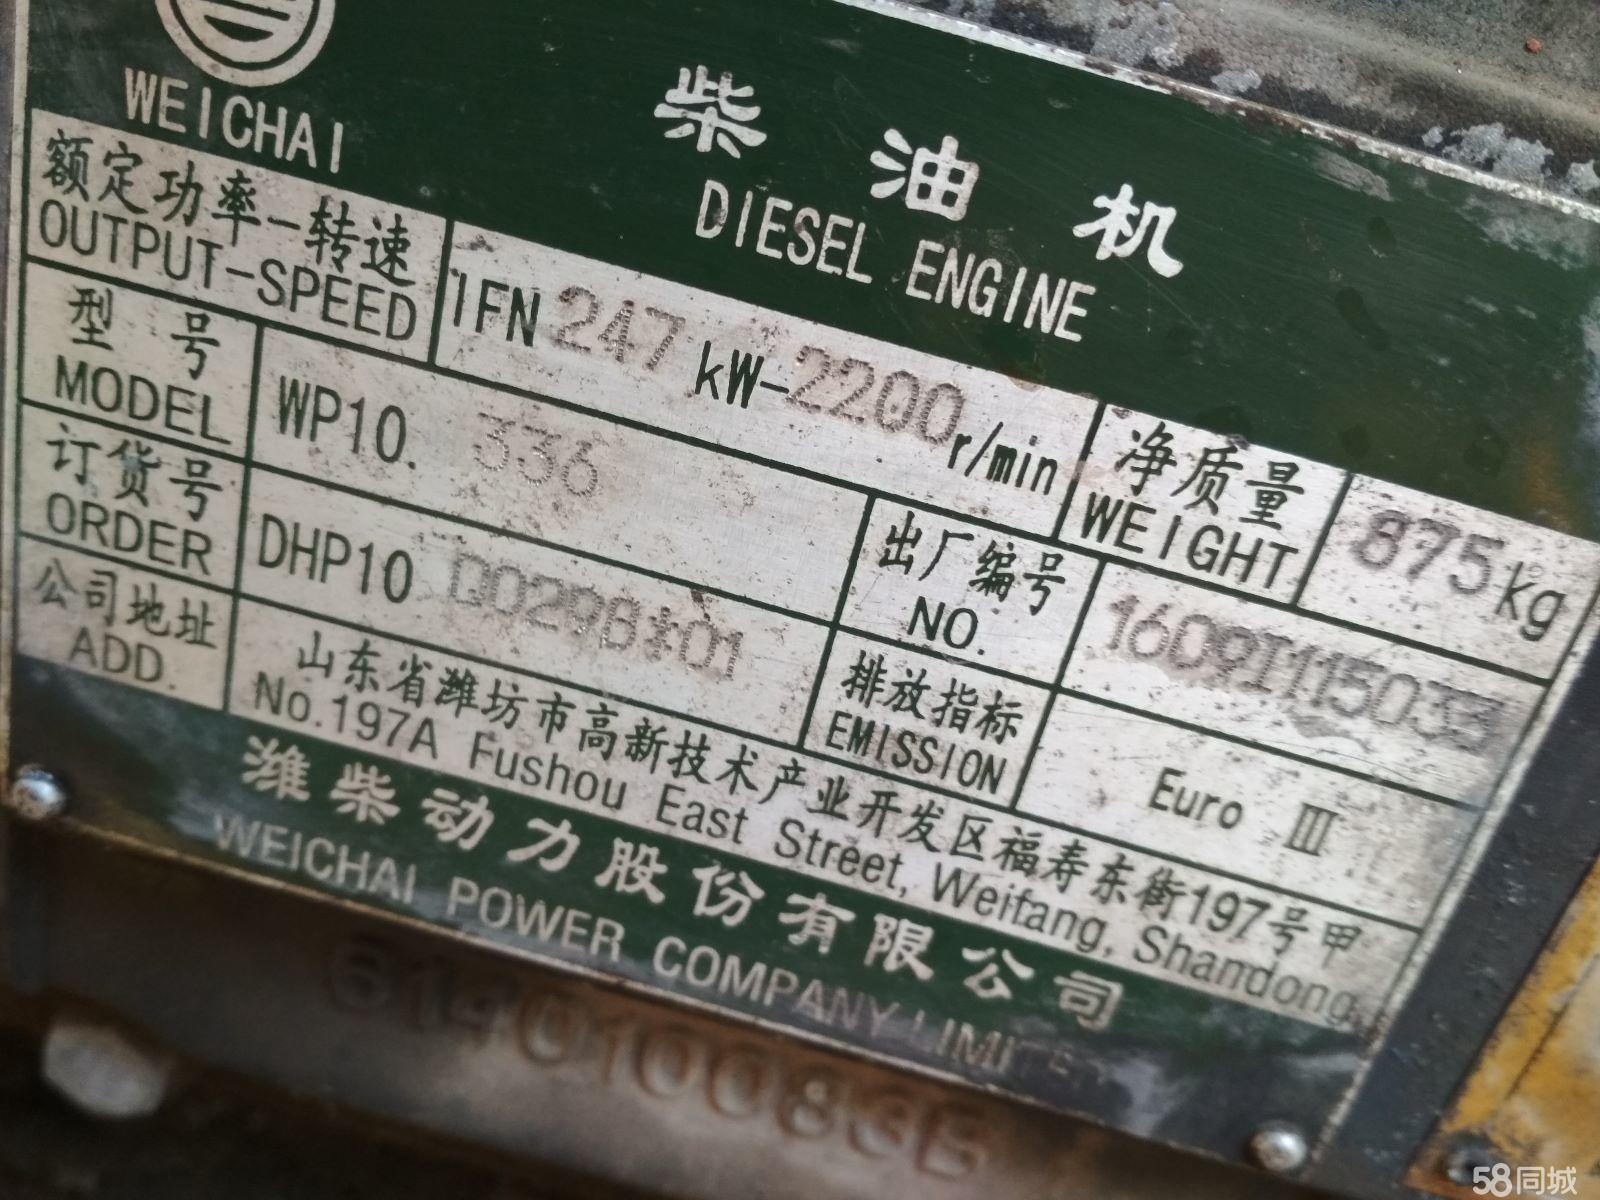 WEICHAI
柴油机
DIESEL ENGINE
额定功率-转速
OUTPUT-SPEED
IFN 247 kW-2200 r/min
净质量
WEIGHT
875 kg
型号
MODEL
WP10. 336
出厂编号
NO.
订货号
ORDER
DHP10 Q0298*01
排放指标
EMISSION
Euro III
公司地址
ADD.
山东省潍坊市高新技术产业开发区福寿东街197号甲
No.197A Fushou East Street, Weifang, Shandong
潍柴动力股份有限公司
WEICHAI POWER COMPANY LIMITED
58同城